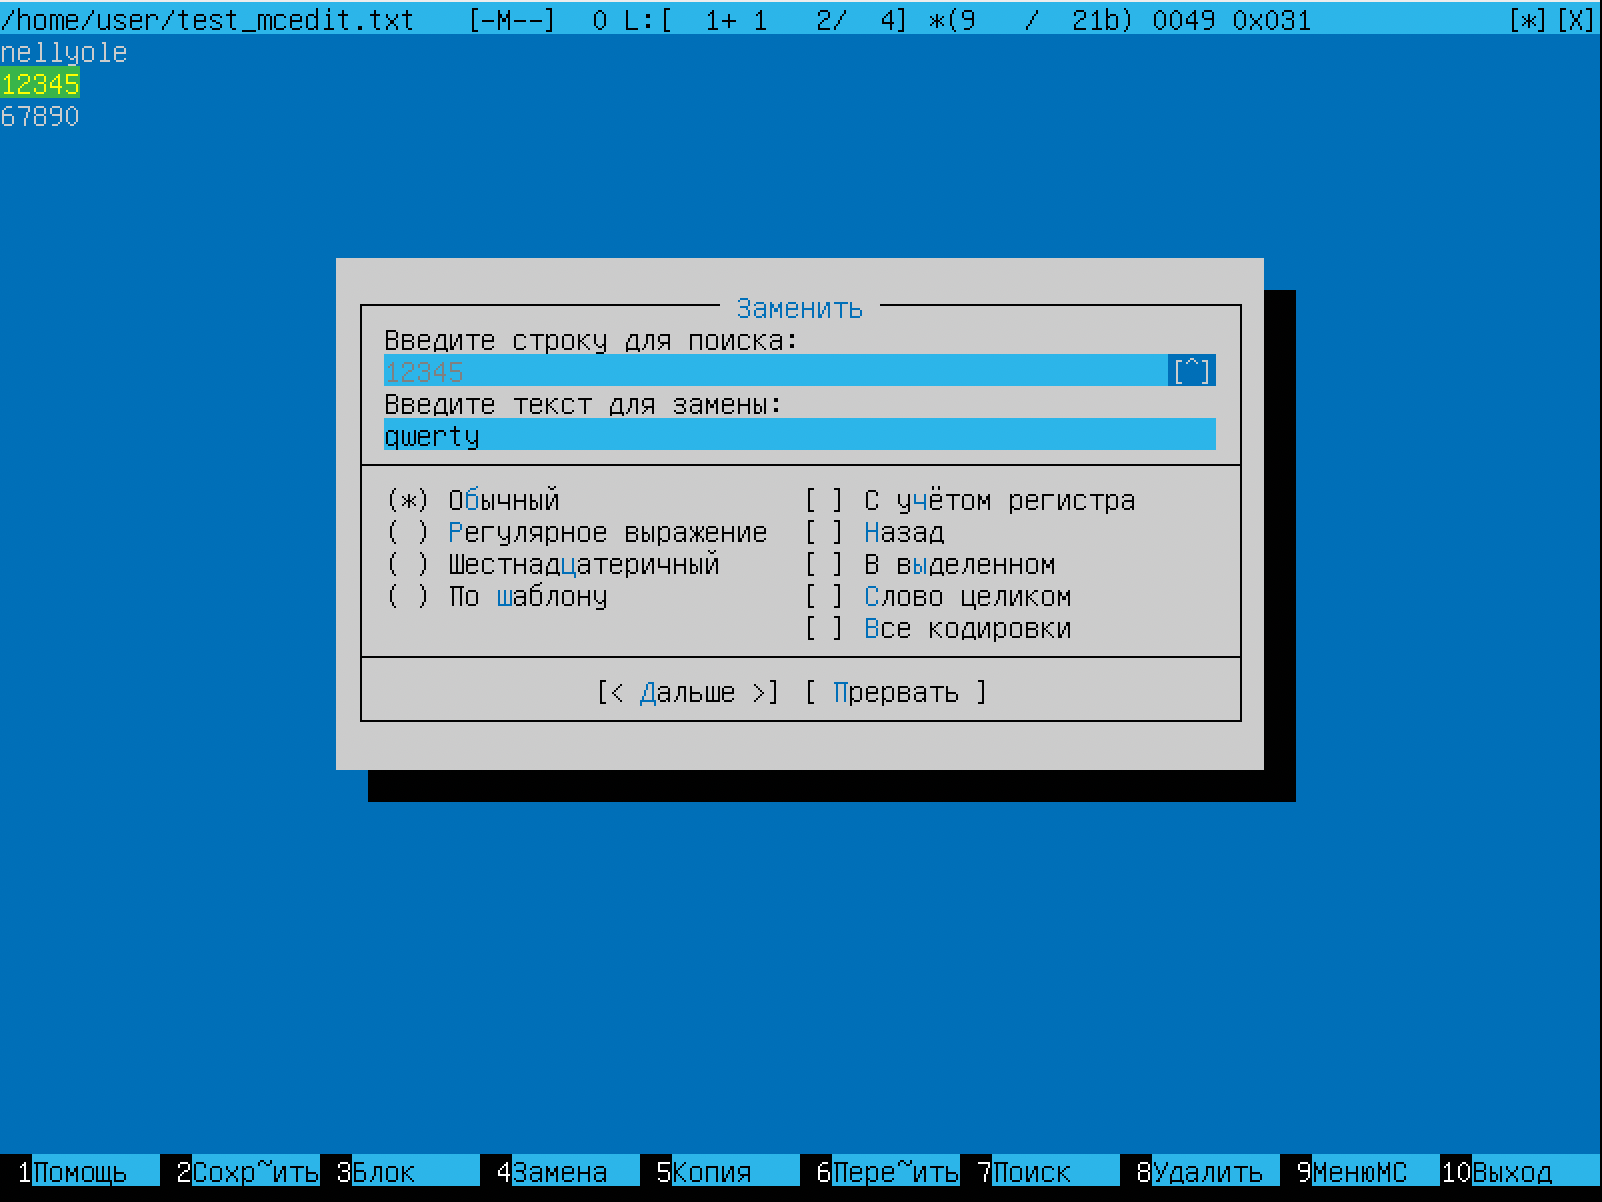 /home/user/test_mcedit.txt [-M--] 0 L:[ 1+ 1 2/ 4] *(9 / 21b) 0049 0x031 [*][X]
nellyole
12345
67890
Заменить
Введите строку для поиска:
12345 [^]
Введите текст для замены:
qwerty
(*) Обычный [ ] С учётом регистра
( ) Регулярное выражение [ ] Назад
( ) Шестнадцатеричный [ ] В выделенном
( ) По шаблону [ ] Слово целиком
[ ] Все кодировки
[< Дальше >] [ Прервать ]
1Помощь 2Сохр~ить 3Блок 4Замена 5Копия 6Пере~ить 7Поиск 8Удалить 9МенюMC 10Выход